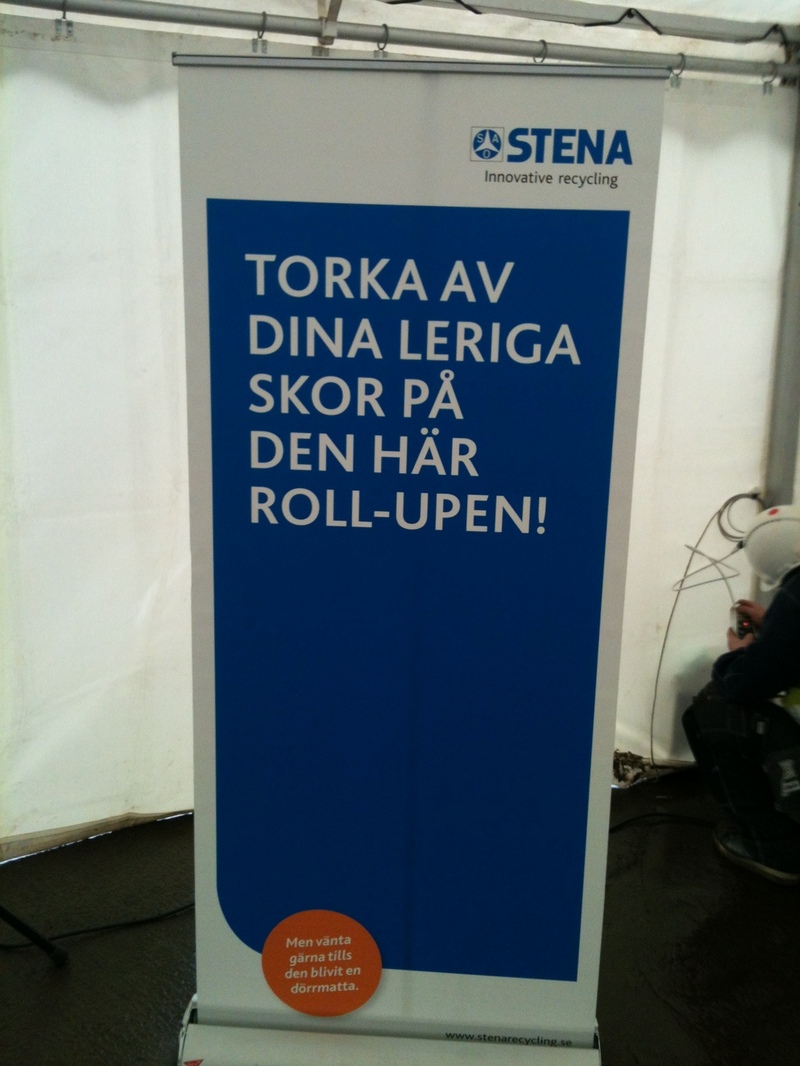 S A O
STENA
Innovative recycling
TORKA AV
DINA LERIGA
SKOR PÅ
DEN HÄR
ROLL-UPEN!
Men vänta
gärna tills
den blivit en
dörrmatta.
www.stenarecycling.se